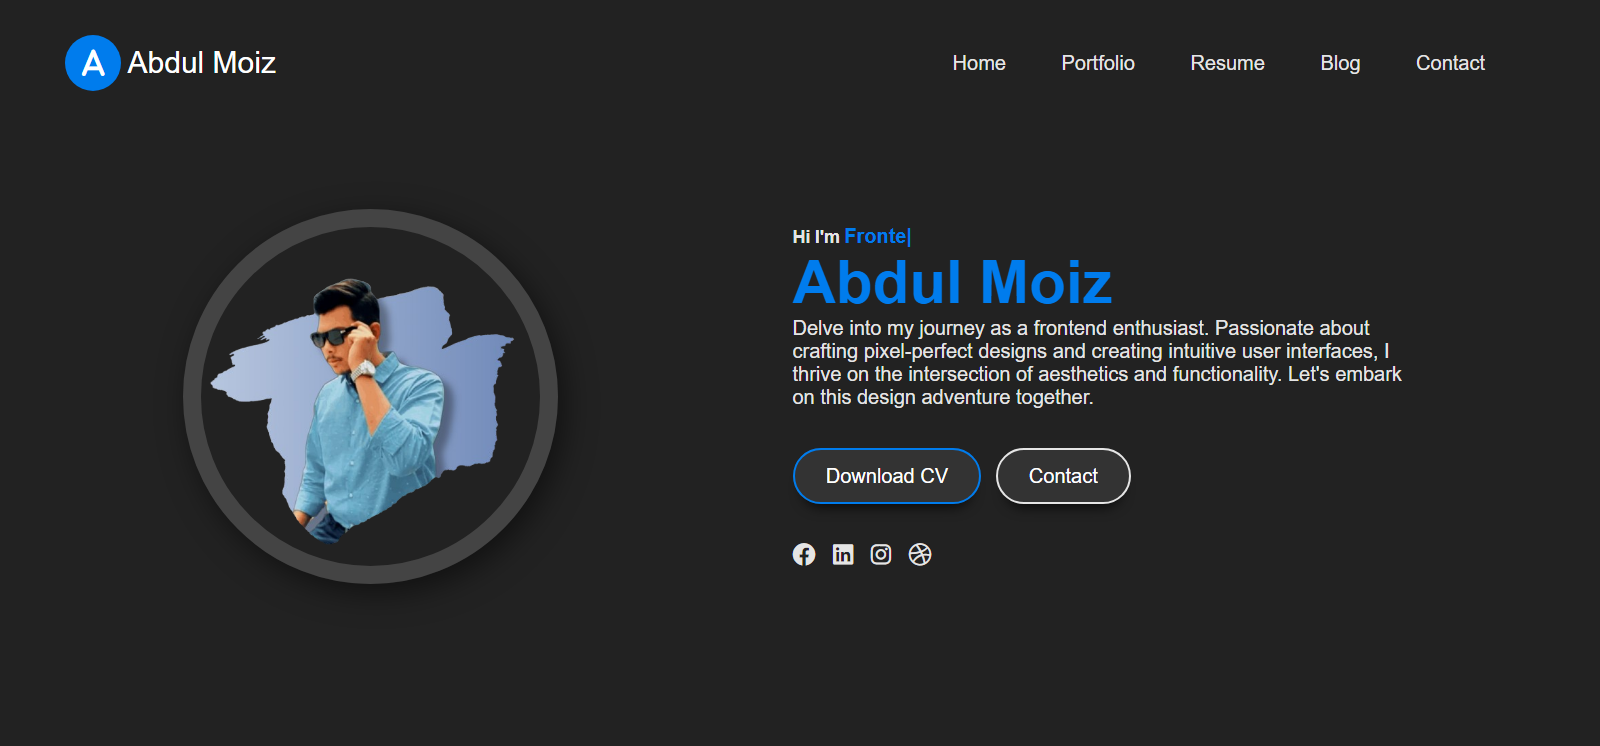 A Abdul Moiz
Home Portfolio Resume Blog Contact
Hi I'm Fronte|
Abdul Moiz
Delve into my journey as a frontend enthusiast. Passionate about
crafting pixel-perfect designs and creating intuitive user interfaces, I
thrive on the intersection of aesthetics and functionality. Let's embark
on this design adventure together.
Download CV Contact